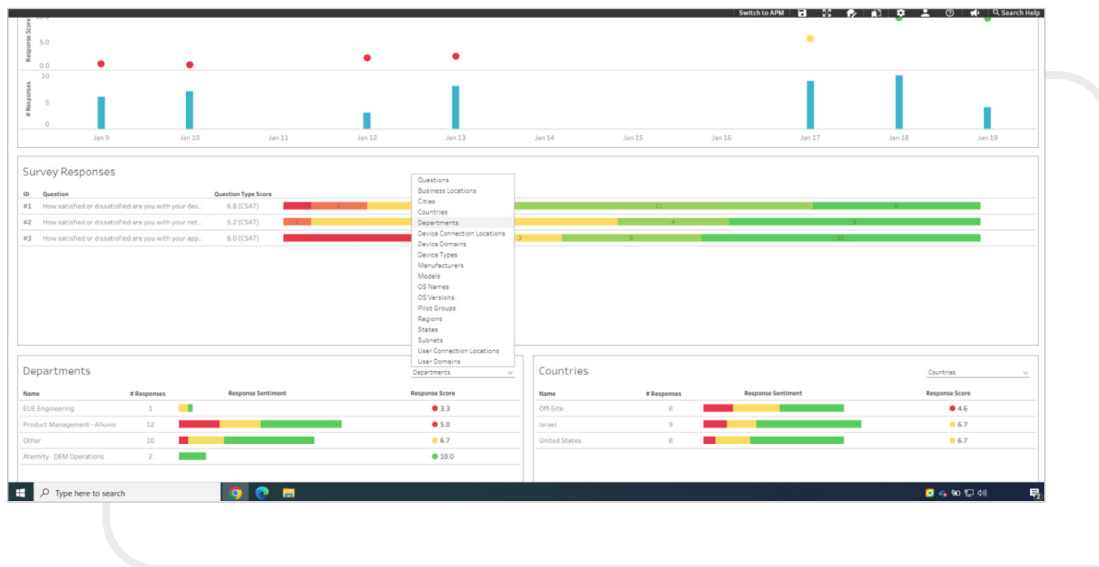 Switch to APM Search Help
Response Score
5.0
0.0
# Responses
10
5
0
Jan 9 Jan 10 Jan 11 Jan 12 Jan 13 Jan 14 Jan 15 Jan 16 Jan 17 Jan 18 Jan 19
Survey Responses
ID Question Question Type Score
#1 How satisfied or dissatisfied are you with your dev.. 6.8 (CSAT) 2 11 6
#2 How satisfied or dissatisfied are you with your net.. 5.2 (CSAT) 4
#3 How satisfied or dissatisfied are you with your app.. 6.0 (CSAT) 3 10
Questions
Business Locations
Cities
Countries
Departments
Device Connection Locations
Device Domains
Device Types
Manufacturers
Models
OS Names
OS Versions
Pilot Groups
Regions
States
Subnets
User Connection Locations
User Domains
Departments Departments
Name # Responses Response Sentiment Response Score
EUE Engineering 1 3.3
Product Management - Alluvio 12 5.0
Other 10 6.7
Aternity - DEM Operations 2 10.0
Countries Countries
Name # Responses Response Sentiment Response Score
Off-Site 8 4.6
Israel 9 6.7
United States 8 6.7
Type here to search